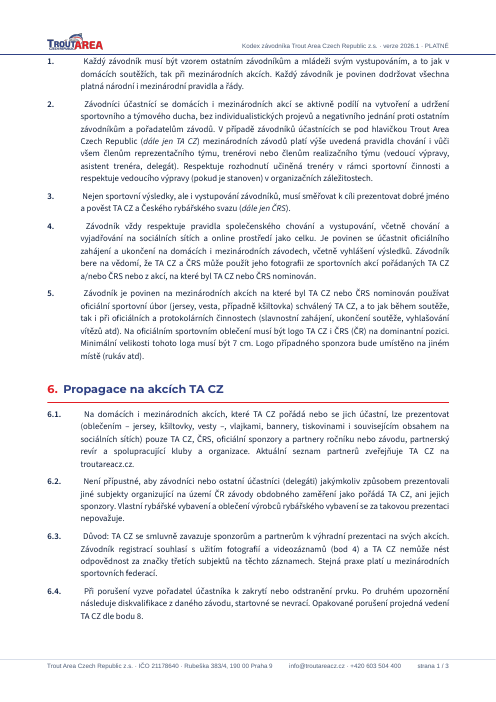 TROUTAREA
Kodex závodníka Trout Area Czech Republic z.s. · verze 2026.1 · PLATNÉ
1. Každý závodník musí být vzorem ostatním závodníkům a mládeži svým vystupováním, a to jak v
domácích soutěžích, tak při mezinárodních akcích. Každý závodník je povinen dodržovat všechna
platná národní i mezinárodní pravidla a řády.
2. Závodníci účastnící se domácích i mezinárodních akcí se aktivně podílí na vytvoření a udržení
sportovního a týmového ducha, bez individualistických projevů a negativního jednání proti ostatním
závodníkům a pořadatelům závodů. V případě závodníků účastnících se pod hlavičkou Trout Area
Czech Republic (dále jen TA CZ) mezinárodních závodů platí výše uvedená pravidla chování i vůči
všem členům reprezentačního týmu, trenérovi nebo členům realizačního týmu (vedoucí výpravy,
asistent trenéra, delegát). Respektuje rozhodnutí učiněná trenéry v rámci sportovní činnosti a
respektuje vedoucího výpravy (pokud je stanoven) v organizačních záležitostech.
3. Nejen sportovní výsledky, ale i vystupování závodníků, musí směřovat k cíli prezentovat dobré jméno
a pověst TA CZ a Českého rybářského svazu (dále jen ČRS).
4. Závodník vždy respektuje pravidla společenského chování a vystupování, včetně chování a
vyjadřování na sociálních sítích a online prostředí jako celku. Je povinen se účastnit oficiálního
zahájení a ukončení na domácích i mezinárodních závodech, včetně vyhlášení výsledků. Závodník
bere na vědomí, že TA CZ a ČRS může použít jeho fotografii ze sportovních akcí pořádaných TA CZ
a/nebo ČRS nebo z akcí, na které byl TA CZ nebo ČRS nominován.
5. Závodník je povinen na mezinárodních akcích na které byl TA CZ nebo ČRS nominován používat
oficiální sportovní úbor (jersey, vesta, případně kšiltovka) schválený TA CZ, a to jak během soutěže,
tak i při oficiálních a protokolárních činnostech (slavnostní zahájení, ukončení soutěže, vyhlašování
vítězů atd). Na oficiálním sportovním oblečení musí být logo TA CZ i ČRS (ČR) na dominantní pozici.
Minimální velikosti tohoto loga musí být 7 cm. Logo případného sponzora bude umístěno na jiném
místě (rukáv atd).
6. Propagace na akcích TA CZ
6.1. Na domácích i mezinárodních akcích, které TA CZ pořádá nebo se jich účastní, lze prezentovat
(oblečením – jersey, kšiltovky, vesty –, vlajkami, bannery, tiskovinami i souvisejícím obsahem na
sociálních sítích) pouze TA CZ, ČRS, oficiální sponzory a partnery ročníku nebo závodu, partnerský
revír a spolupracující kluby a organizace. Aktuální seznam partnerů zveřejňuje TA CZ na
troutareacz.cz.
6.2. Není přípustné, aby závodníci nebo ostatní účastníci (delegáti) jakýmkoliv způsobem prezentovali
jiné subjekty organizující na území ČR závody obdobného zaměření jako pořádá TA CZ, ani jejich
sponzory. Vlastní rybářské vybavení a oblečení výrobců rybářského vybavení se za takovou prezentaci
nepovažuje.
6.3. Důvod: TA CZ se smluvně zavazuje sponzorům a partnerům k výhradní prezentaci na svých akcích.
Závodník registrací souhlasí s užitím fotografií a videozáznamů (bod 4) a TA CZ nemůže nést
odpovědnost za značky třetích subjektů na těchto záznamech. Stejná praxe platí u mezinárodních
sportovních federací.
6.4. Při porušení vyzve pořadatel účastníka k zakrytí nebo odstranění prvku. Po druhém upozornění
následuje diskvalifikace z daného závodu, startovné se nevrací. Opakované porušení projedná vedení
TA CZ dle bodu 8.
Trout Area Czech Republic z.s. · IČO 21178640 · Rubeška 383/4, 190 00 Praha 9 info@troutareacz.cz · +420 603 504 400 strana 1 / 3